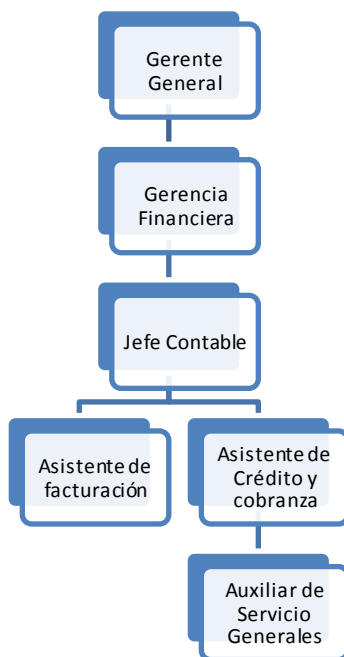 Gerente
General
Gerencia
Financiera
Jefe Contable
Asistente de
facturación
Asistente de
Crédito y
cobranza
Auxiliar de
Servicio
Generales